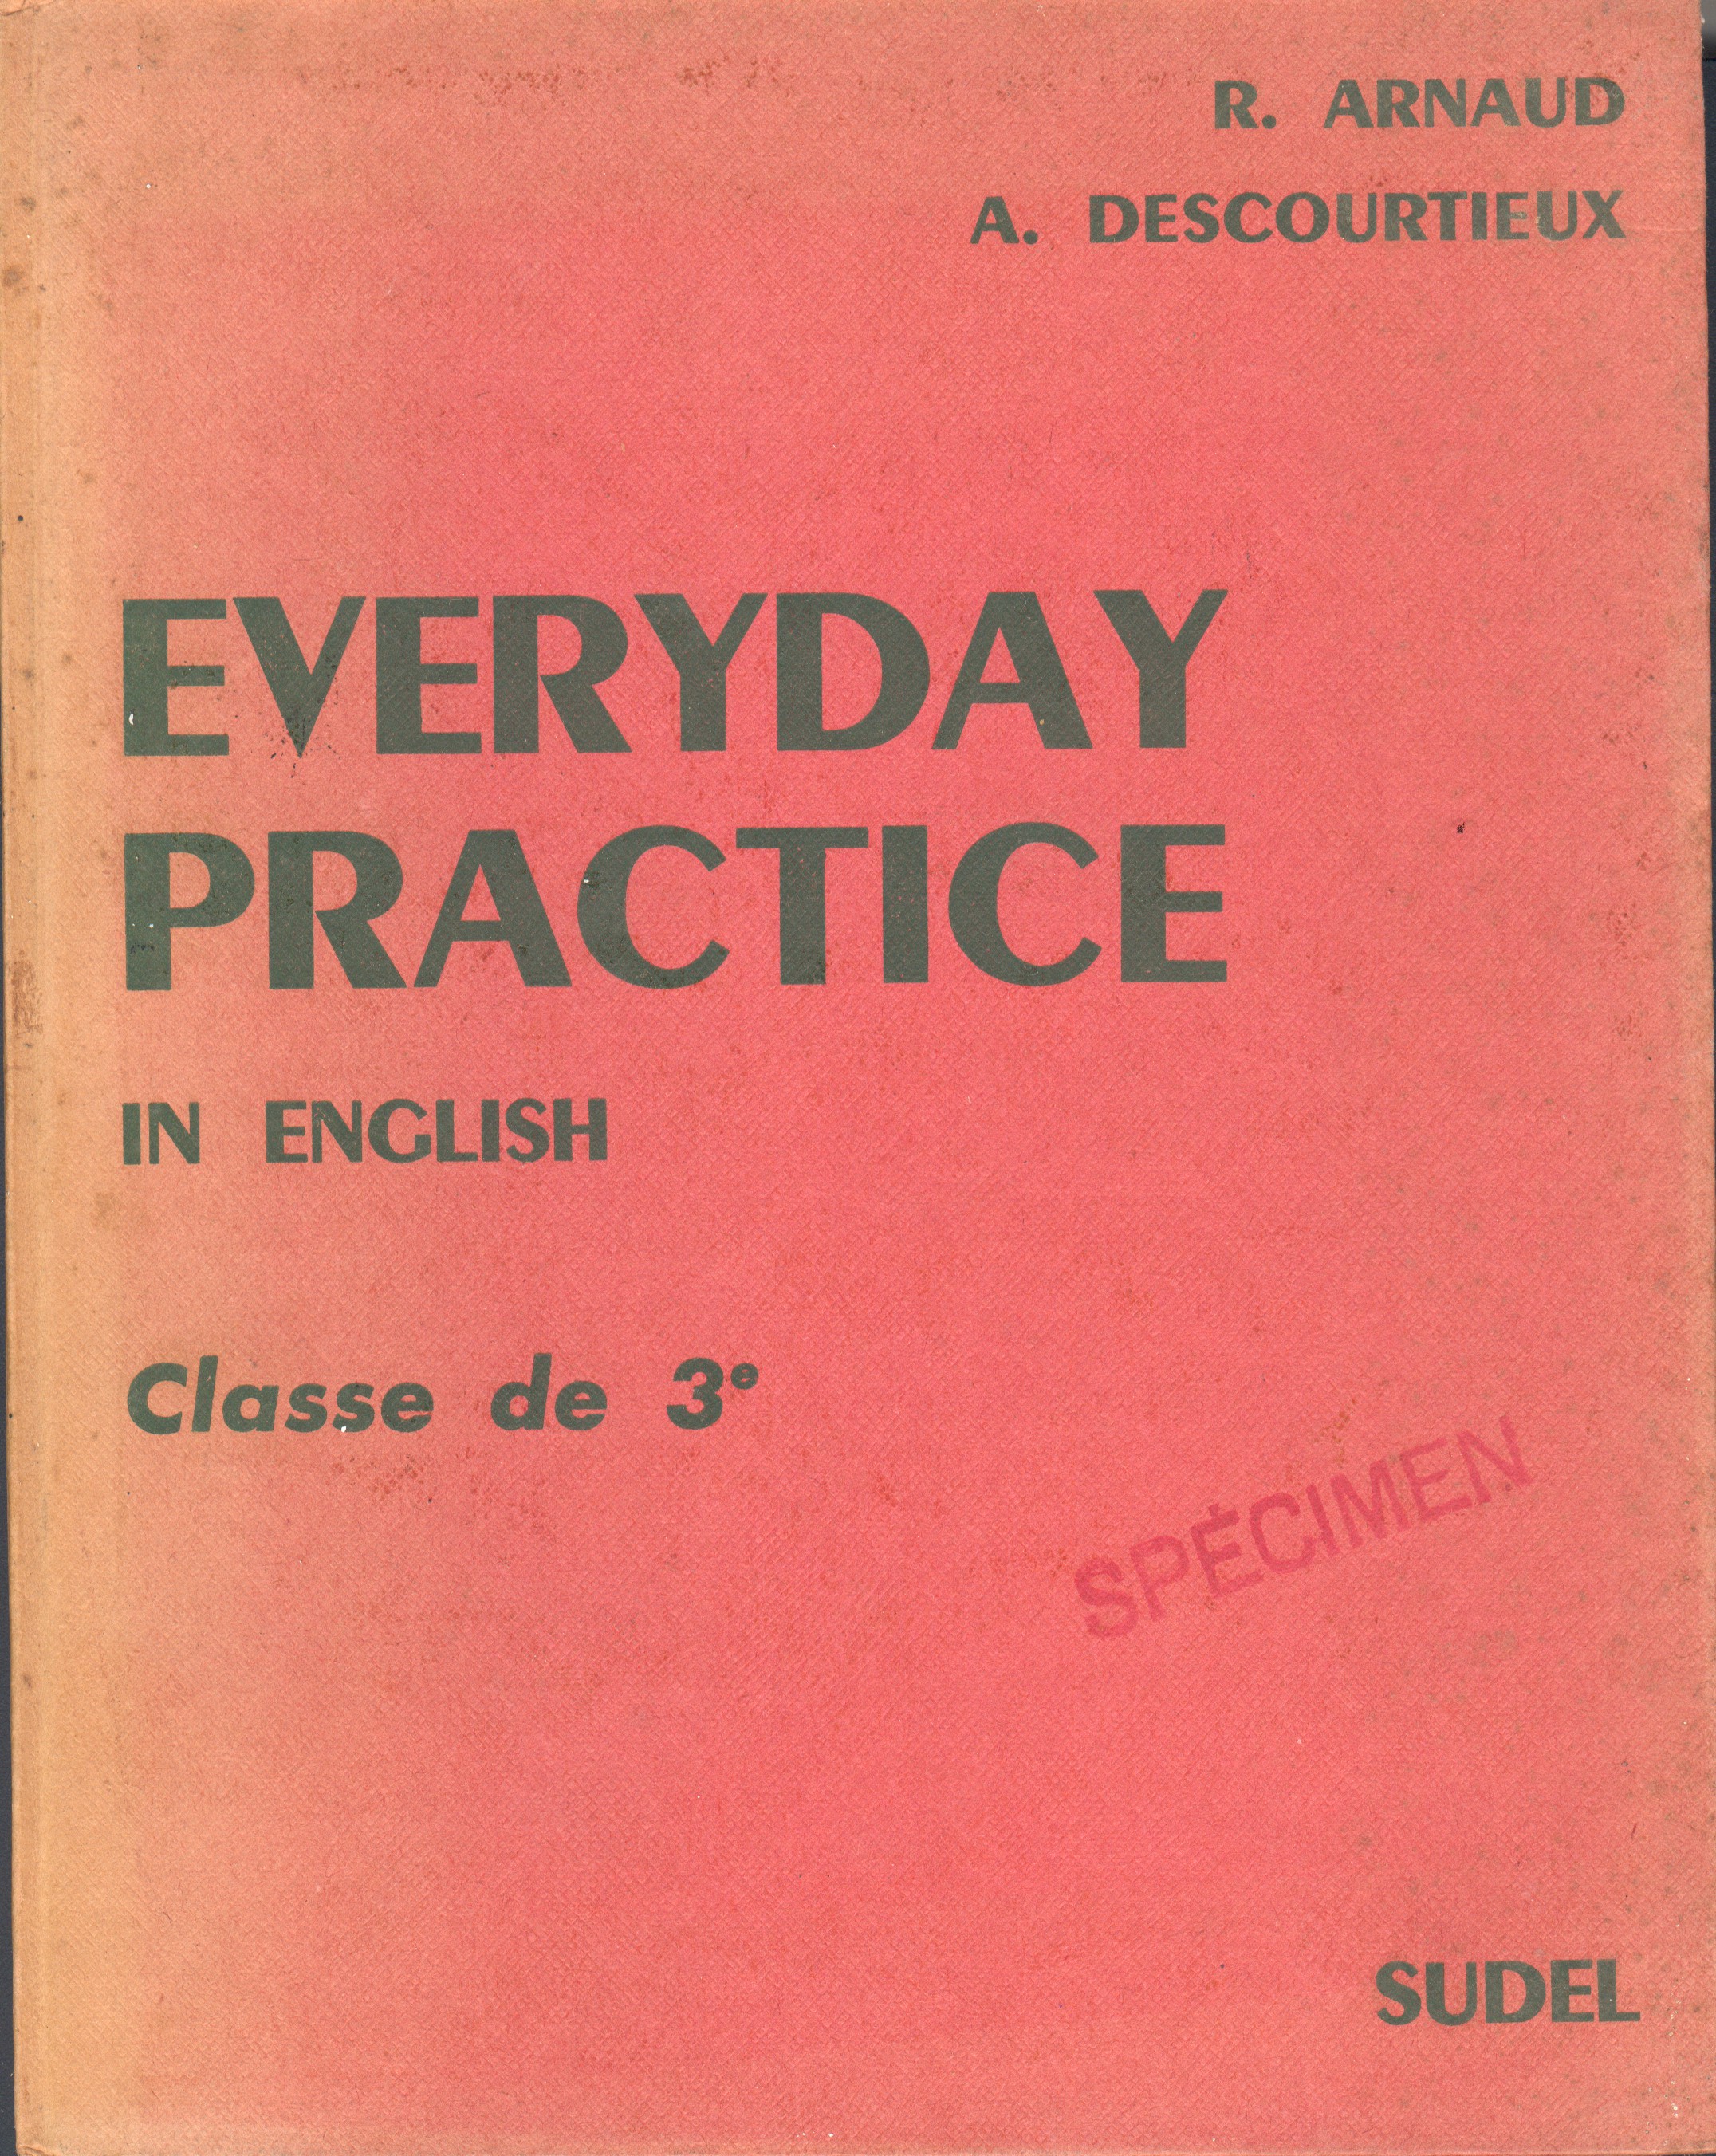 R. ARNAUD
A. DESCOURTIEUX
EVERYDAY
PRACTICE
IN ENGLISH
Classe de 3e
SPÉCIMEN
SUDEL